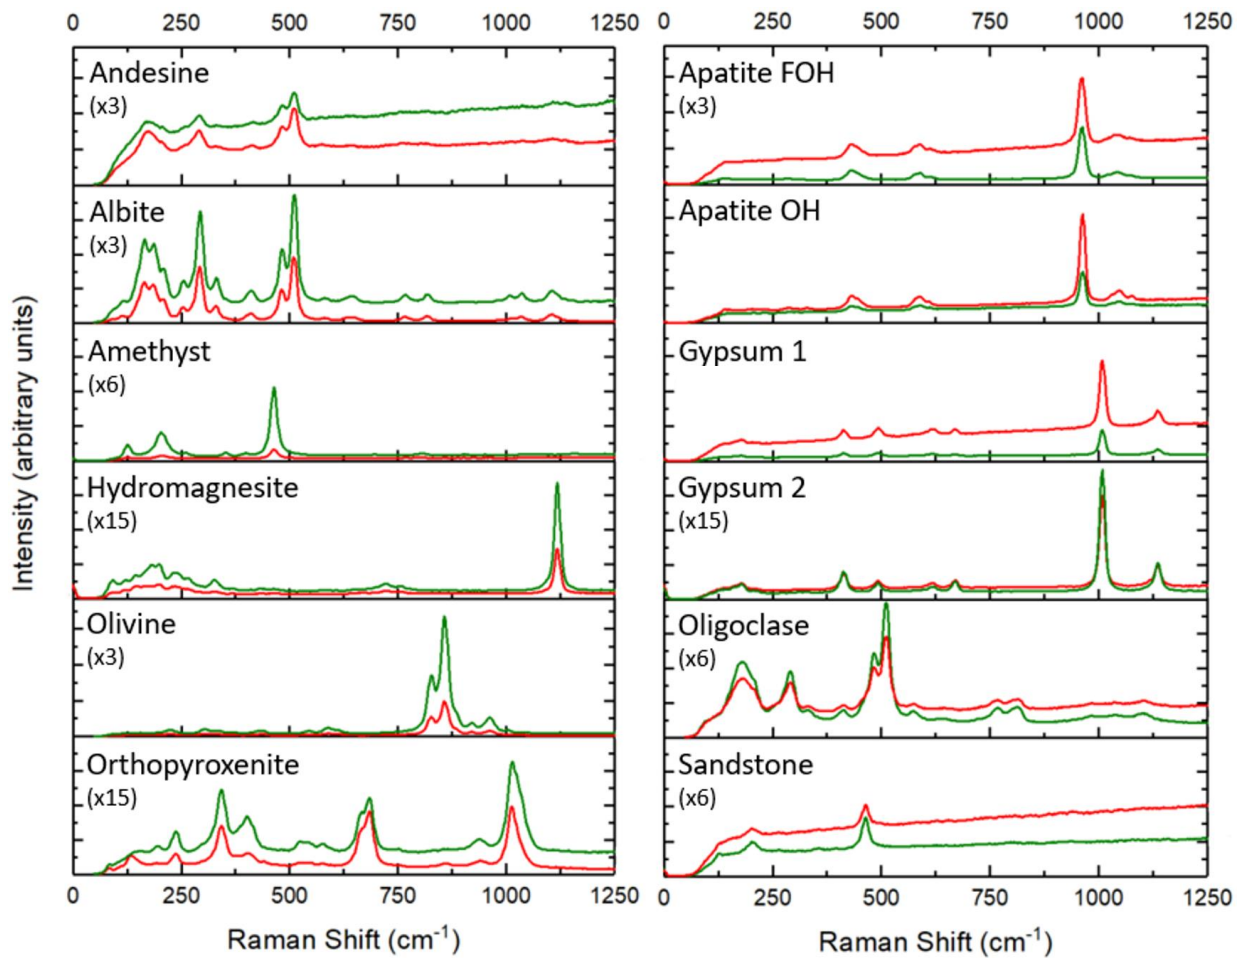 0 250 500 750 1000 1250
0 250 500 750 1000 1250
Intensity (arbitrary units)
Andesine
(x3)
Albite
(x3)
Amethyst
(x6)
Hydromagnesite
(x15)
Olivine
(x3)
Orthopyroxenite
(x15)
0 250 500 750 1000 1250
Raman Shift (cm⁻¹)
Apatite FOH
(x3)
Apatite OH
Gypsum 1
Gypsum 2
(x15)
Oligoclase
(x6)
Sandstone
(x6)
0 250 500 750 1000 1250
Raman Shift (cm⁻¹)